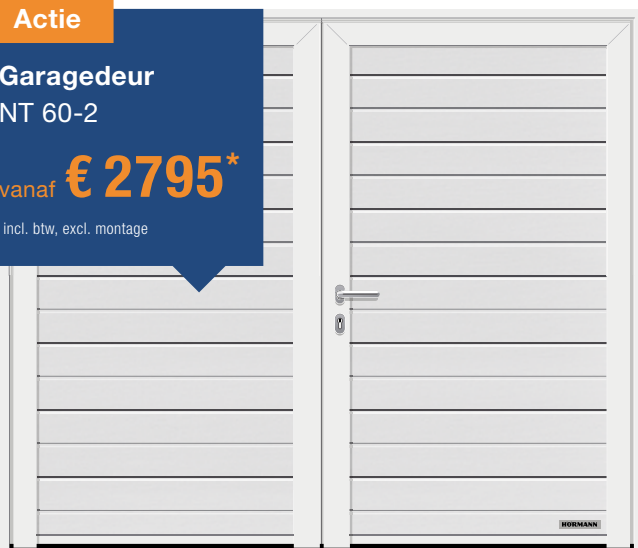 Actie
Garagedeur
NT 60-2
vanaf € 2795*
incl. btw, excl. montage
HÖRMANN